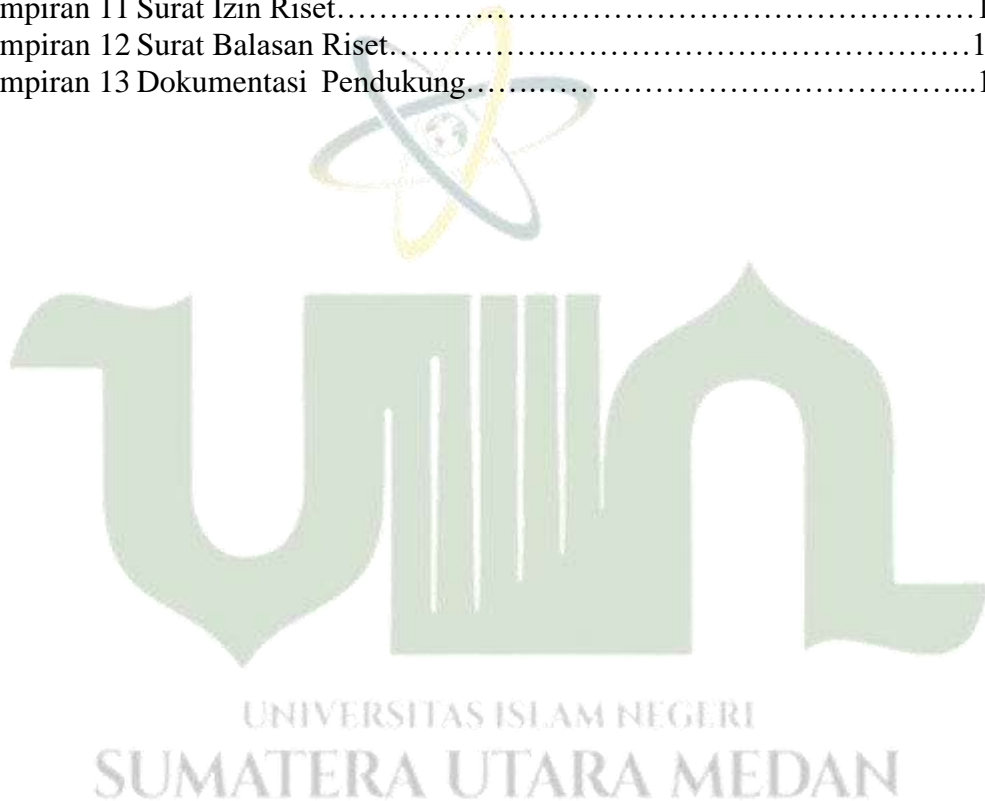 mpiran 11 Surat Izin Riset……………………………………………………1
mpiran 12 Surat Balasan Riset………………………………………………1
mpiran 13 Dokumentasi Pendukung………………………………………...1
UIN
UNIVERSITAS ISLAM NEGERI
SUMATERA UTARA MEDAN